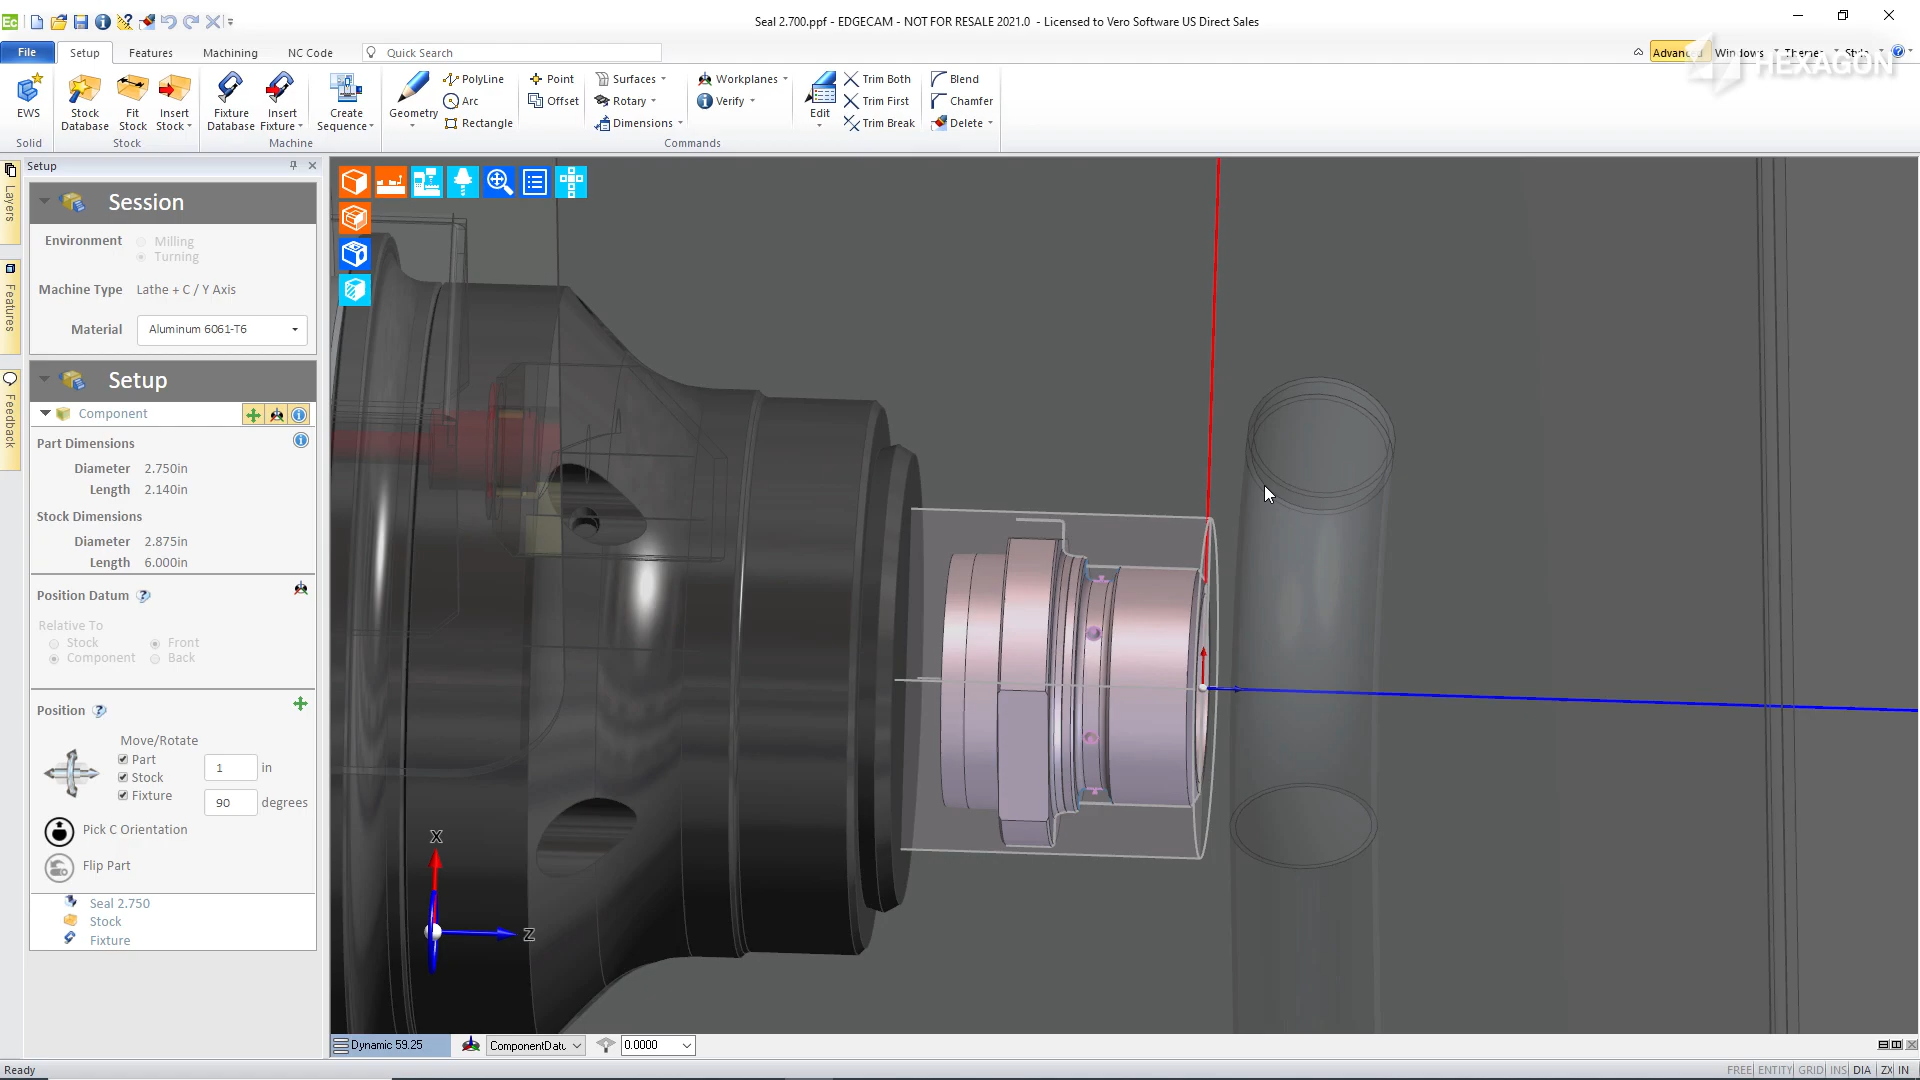 Seal 2.700.ppf - EDGECAM - NOT FOR RESALE 2021.0 - Licensed to Vero Software US Direct Sales
File Setup Features Machining NC Code Quick Search
Windows
HEXAGON
EWS
Stock Database
Fit Stock
Insert Stock
Fixture Database
Insert Fixture
Create Sequence
Geometry
PolyLine
Arc
Rectangle
Point
Offset
Surfaces
Rotary
Dimensions
Workplanes
Verify
Edit
Trim Both
Trim First
Trim Break
Blend
Chamfer
Delete
Solid Stock Machine Commands
Setup
Layers
Features
Feedback
Session
Environment Milling
Turning
Machine Type Lathe + C / Y Axis
Material Aluminum 6061-T6
Setup
Component
Part Dimensions
Diameter 2.750in
Length 2.140in
Stock Dimensions
Diameter 2.875in
Length 6.000in
Position Datum ?
Relative To
Stock Front
Component Back
Position ?
Move/Rotate
Part
Stock
Fixture
1 in
90 degrees
Pick C Orientation
Flip Part
Seal 2.750
Stock
Fixture
X
Z
Dynamic 59.25 ComponentDatu 0.0000
Ready FREE ENTITY GRID INS DIA ZX IN